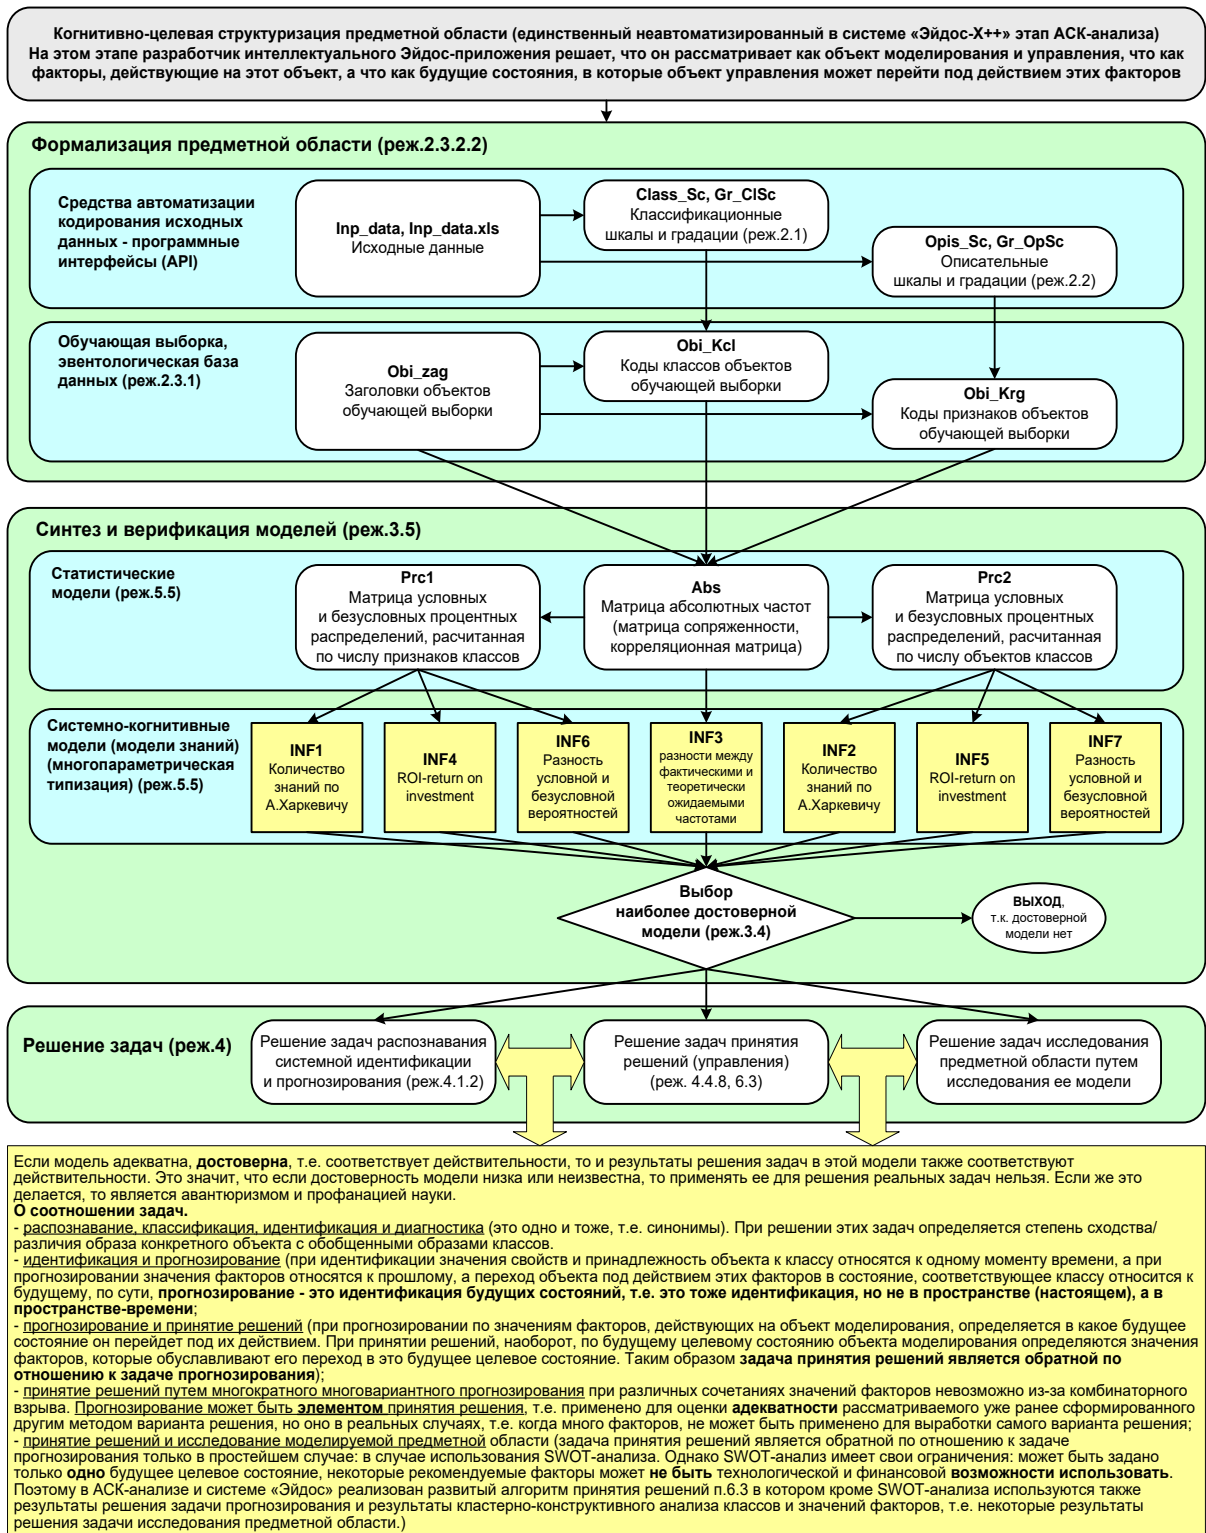 Когнитивно-целевая структуризация предметной области (единственный неавтоматизированный в системе «Эйдос-Х++» этап АСК-анализа)
На этом этапе разработчик интеллектуального Эйдос-приложения решает, что он рассматривает как объект моделирования и управления, что как
факторы, действующие на этот объект, а что как будущие состояния, в которые объект управления может перейти под действием этих факторов
Формализация предметной области (реж.2.3.2.2)
Средства автоматизации
кодирования исходных
данных - программные
интерфейсы (API)
Inp_data, Inp_data.xls
Исходные данные
Class_Sc, Gr_ClSc
Классификационные
шкалы и градации (реж.2.1)
Opis_Sc, Gr_OpSc
Описательные
шкалы и градации (реж.2.2)
Обучающая выборка,
эвентологическая база
данных (реж.2.3.1)
Obi_zag
Заголовки объектов
обучающей выборки
Obi_Kcl
Коды классов объектов
обучающей выборки
Obi_Krg
Коды признаков объектов
обучающей выборки
Синтез и верификация моделей (реж.3.5)
Статистические
модели (реж.5.5)
Prc1
Матрица условных
и безусловных процентных
распределений, расчитанная
по числу признаков классов
Abs
Матрица абсолютных частот
(матрица сопряженности,
корреляционная матрица)
Prc2
Матрица условных
и безусловных процентных
распределений, расчитанная
по числу объектов классов
Системно-когнитивные
модели (модели знаний)
(многопараметрическая
типизация) (реж.5.5)
INF1
Количество
знаний по
А.Харкевичу
INF4
ROI-return on
investment
INF6
Разность
условной и
безусловной
вероятностей
INF3
разности между
фактическими и
теоретически
ожидаемыми
частотами
INF2
Количество
знаний по
А.Харкевичу
INF5
ROI-return on
investment
INF7
Разность
условной и
безусловной
вероятностей
Выбор
наиболее достоверной
модели (реж.3.4)
ВЫХОД,
т.к. достоверной
модели нет
Решение задач (реж.4)
Решение задач распознавания
системной идентификации
и прогнозирования (реж.4.1.2)
Решение задач принятия
решений (управления)
(реж. 4.4.8, 6.3)
Решение задач исследования
предметной области путем
исследования ее модели
Если модель адекватна, достоверна, т.е. соответствует действительности, то и результаты решения задач в этой модели также соответствуют
действительности. Это значит, что если достоверность модели низка или неизвестна, то применять ее для решения реальных задач нельзя. Если же это
делается, то является авантюризмом и профанацией науки.
О соотношении задач.
- распознавание, классификация, идентификация и диагностика (это одно и тоже, т.е. синонимы). При решении этих задач определяется степень сходства/
различия образа конкретного объекта с обобщенными образами классов.
- идентификация и прогнозирование (при идентификации значения свойств и принадлежность объекта к классу относятся к одному моменту времени, а при
прогнозировании значения факторов относятся к прошлому, а переход объекта под действием этих факторов в состояние, соответствующее классу относится к
будущему, по сути, прогнозирование - это идентификация будущих состояний, т.е. это тоже идентификация, но не в пространстве (настоящем), а в
пространстве-времени;
- прогнозирование и принятие решений (при прогнозировании по значениям факторов, действующих на объект моделирования, определяется в какое будущее
состояние он перейдет под их действием. При принятии решений, наоборот, по будущему целевому состоянию объекта моделирования определяются значения
факторов, которые обуславливают его переход в это будущее целевое состояние. Таким образом задача принятия решений является обратной по
отношению к задаче прогнозирования);
- принятие решений путем многократного многовариантного прогнозирования при различных сочетаниях значений факторов невозможно из-за комбинаторного
взрыва. Прогнозирование может быть элементом принятия решения, т.е. применено для оценки адекватности рассматриваемого уже ранее сформированного
другим методом варианта решения, но оно в реальных случаях, т.е. когда много факторов, не может быть применено для выработки самого варианта решения;
- принятие решений и исследование моделируемой предметной области (задача принятия решений является обратной по отношению к задаче
прогнозирования только в простейшем случае: в случае использования SWOT-анализа. Однако SWOT-анализ имеет свои ограничения: может быть задано
только одно будущее целевое состояние, некоторые рекомендуемые факторы может не быть технологической и финансовой возможности использовать.
Поэтому в АСК-анализе и системе «Эйдос» реализован развитый алгоритм принятия решений п.6.3 в котором кроме SWOT-анализа используются также
результаты решения задачи прогнозирования и результаты кластерно-конструктивного анализа классов и значений факторов, т.е. некоторые результаты
решения задачи исследования предметной области.)